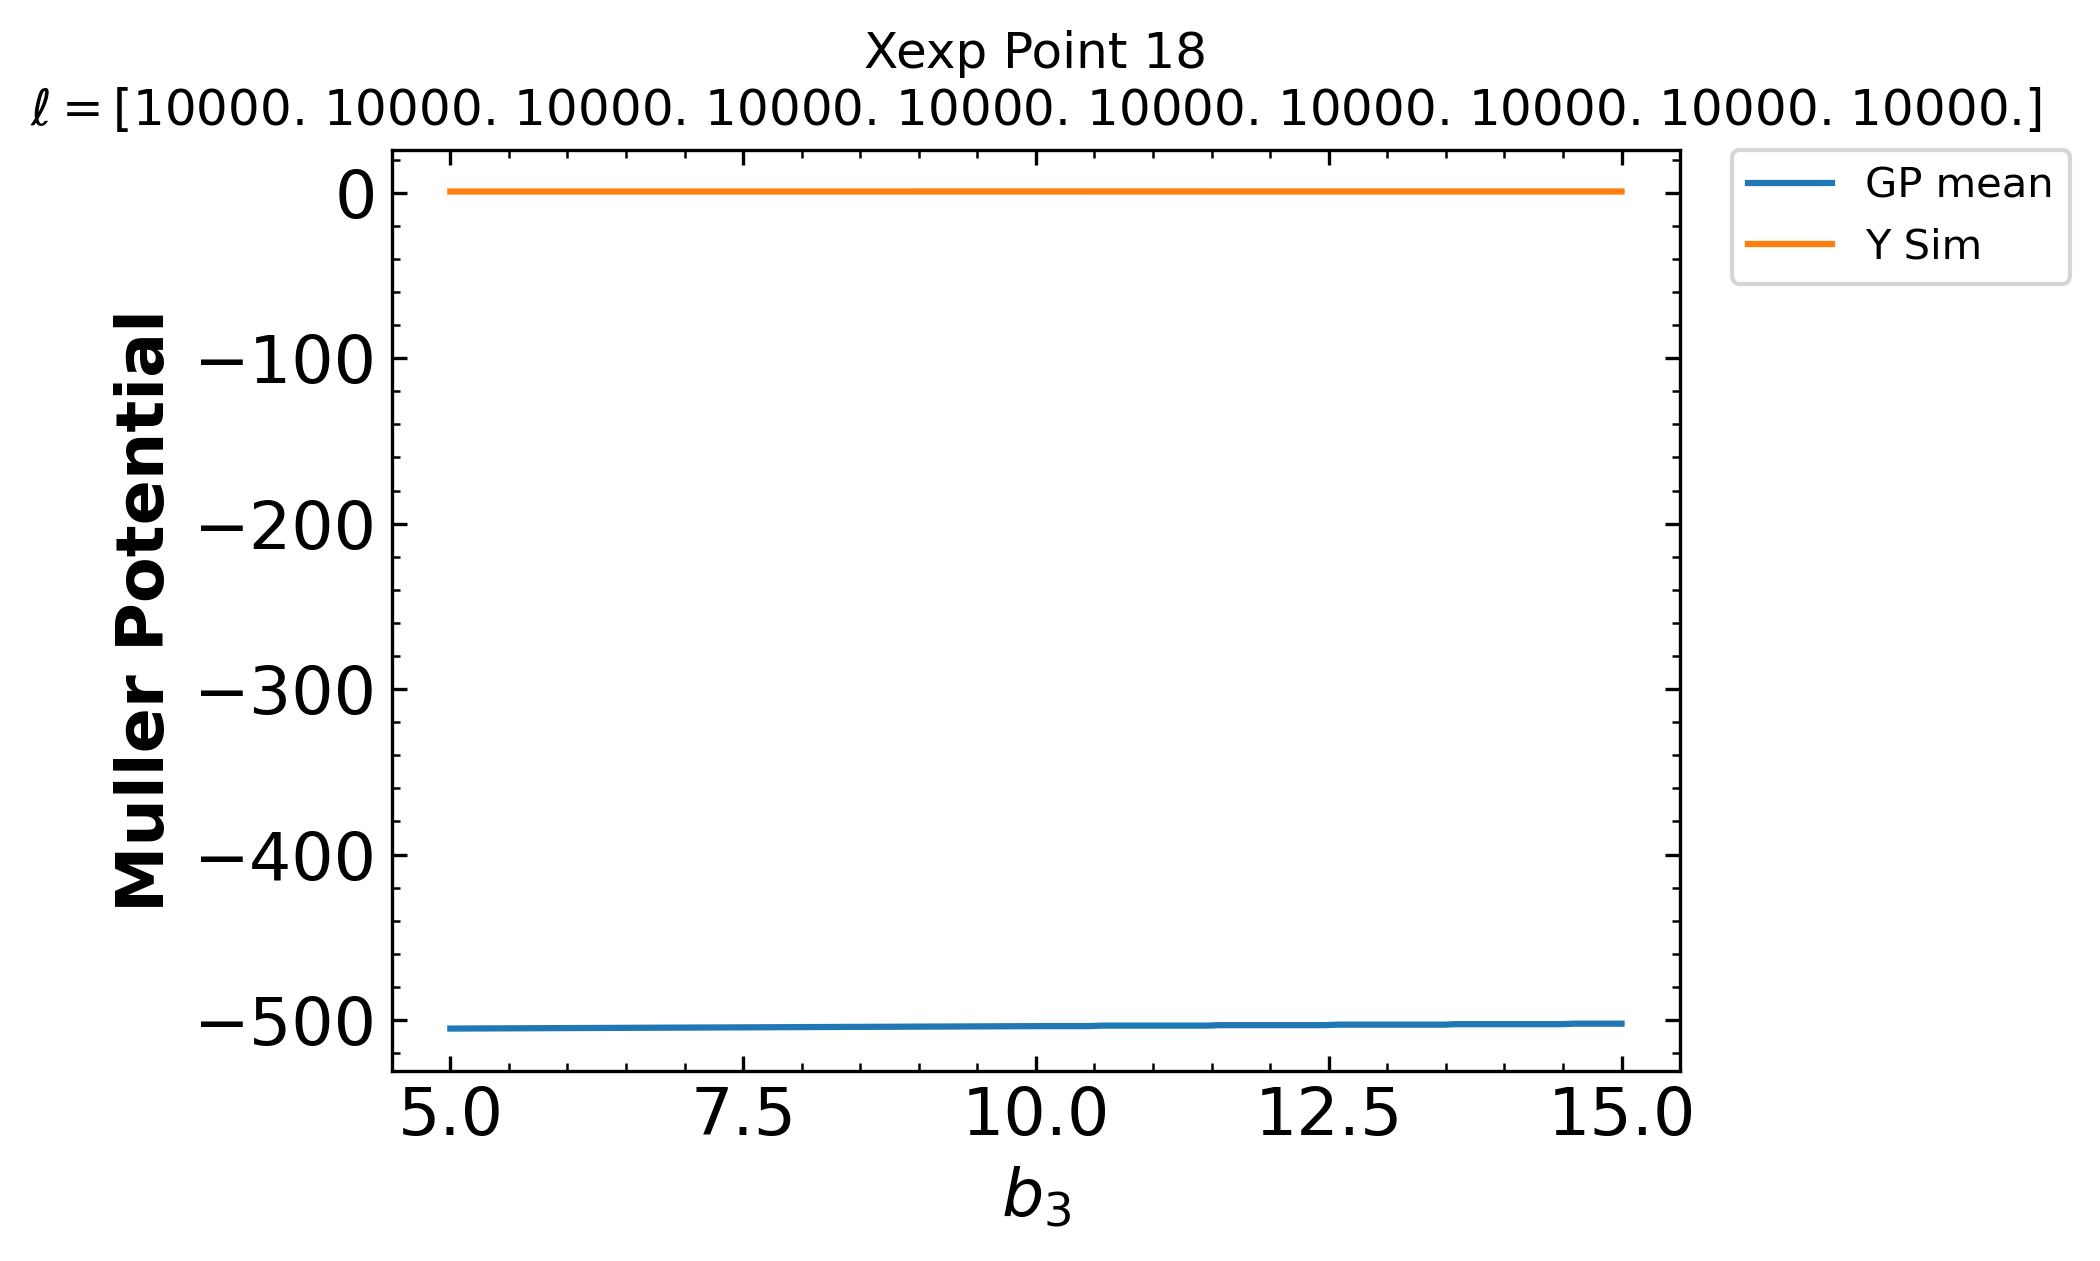 Xexp Point 18
ℓ = [10000. 10000. 10000. 10000. 10000. 10000. 10000. 10000. 10000. 10000.]
GP mean
Y Sim
Muller Potential
0
−100
−200
−300
−400
−500
5.0 7.5 10.0 12.5 15.0
b₃